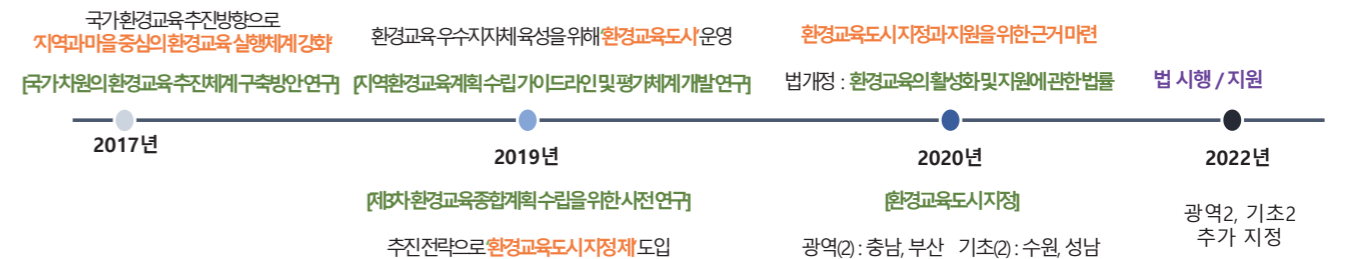 국가 환경교육 추진방향으로
'지역과 마을 중심의 환경교육 실행체계 강화'
[국가 차원의 환경교육 추진체계 구축방안 연구]
2017년
환경교육 우수지자체 육성을 위해 '환경교육도시' 운영
[지역환경교육계획 수립 가이드라인 및 평가체계 개발 연구]
2019년
[제3차 환경교육종합계획 수립을 위한 사전 연구]
추진전략으로 '환경교육도시 지정제' 도입
환경교육도시 지정과 지원을 위한 근거 마련
법개정 : 환경교육의 활성화 및 지원에 관한 법률
2020년
[환경교육도시 지정]
광역(2) : 충남, 부산 기초(2) : 수원, 성남
법 시행 / 지원
2022년
광역2, 기초2
추가 지정